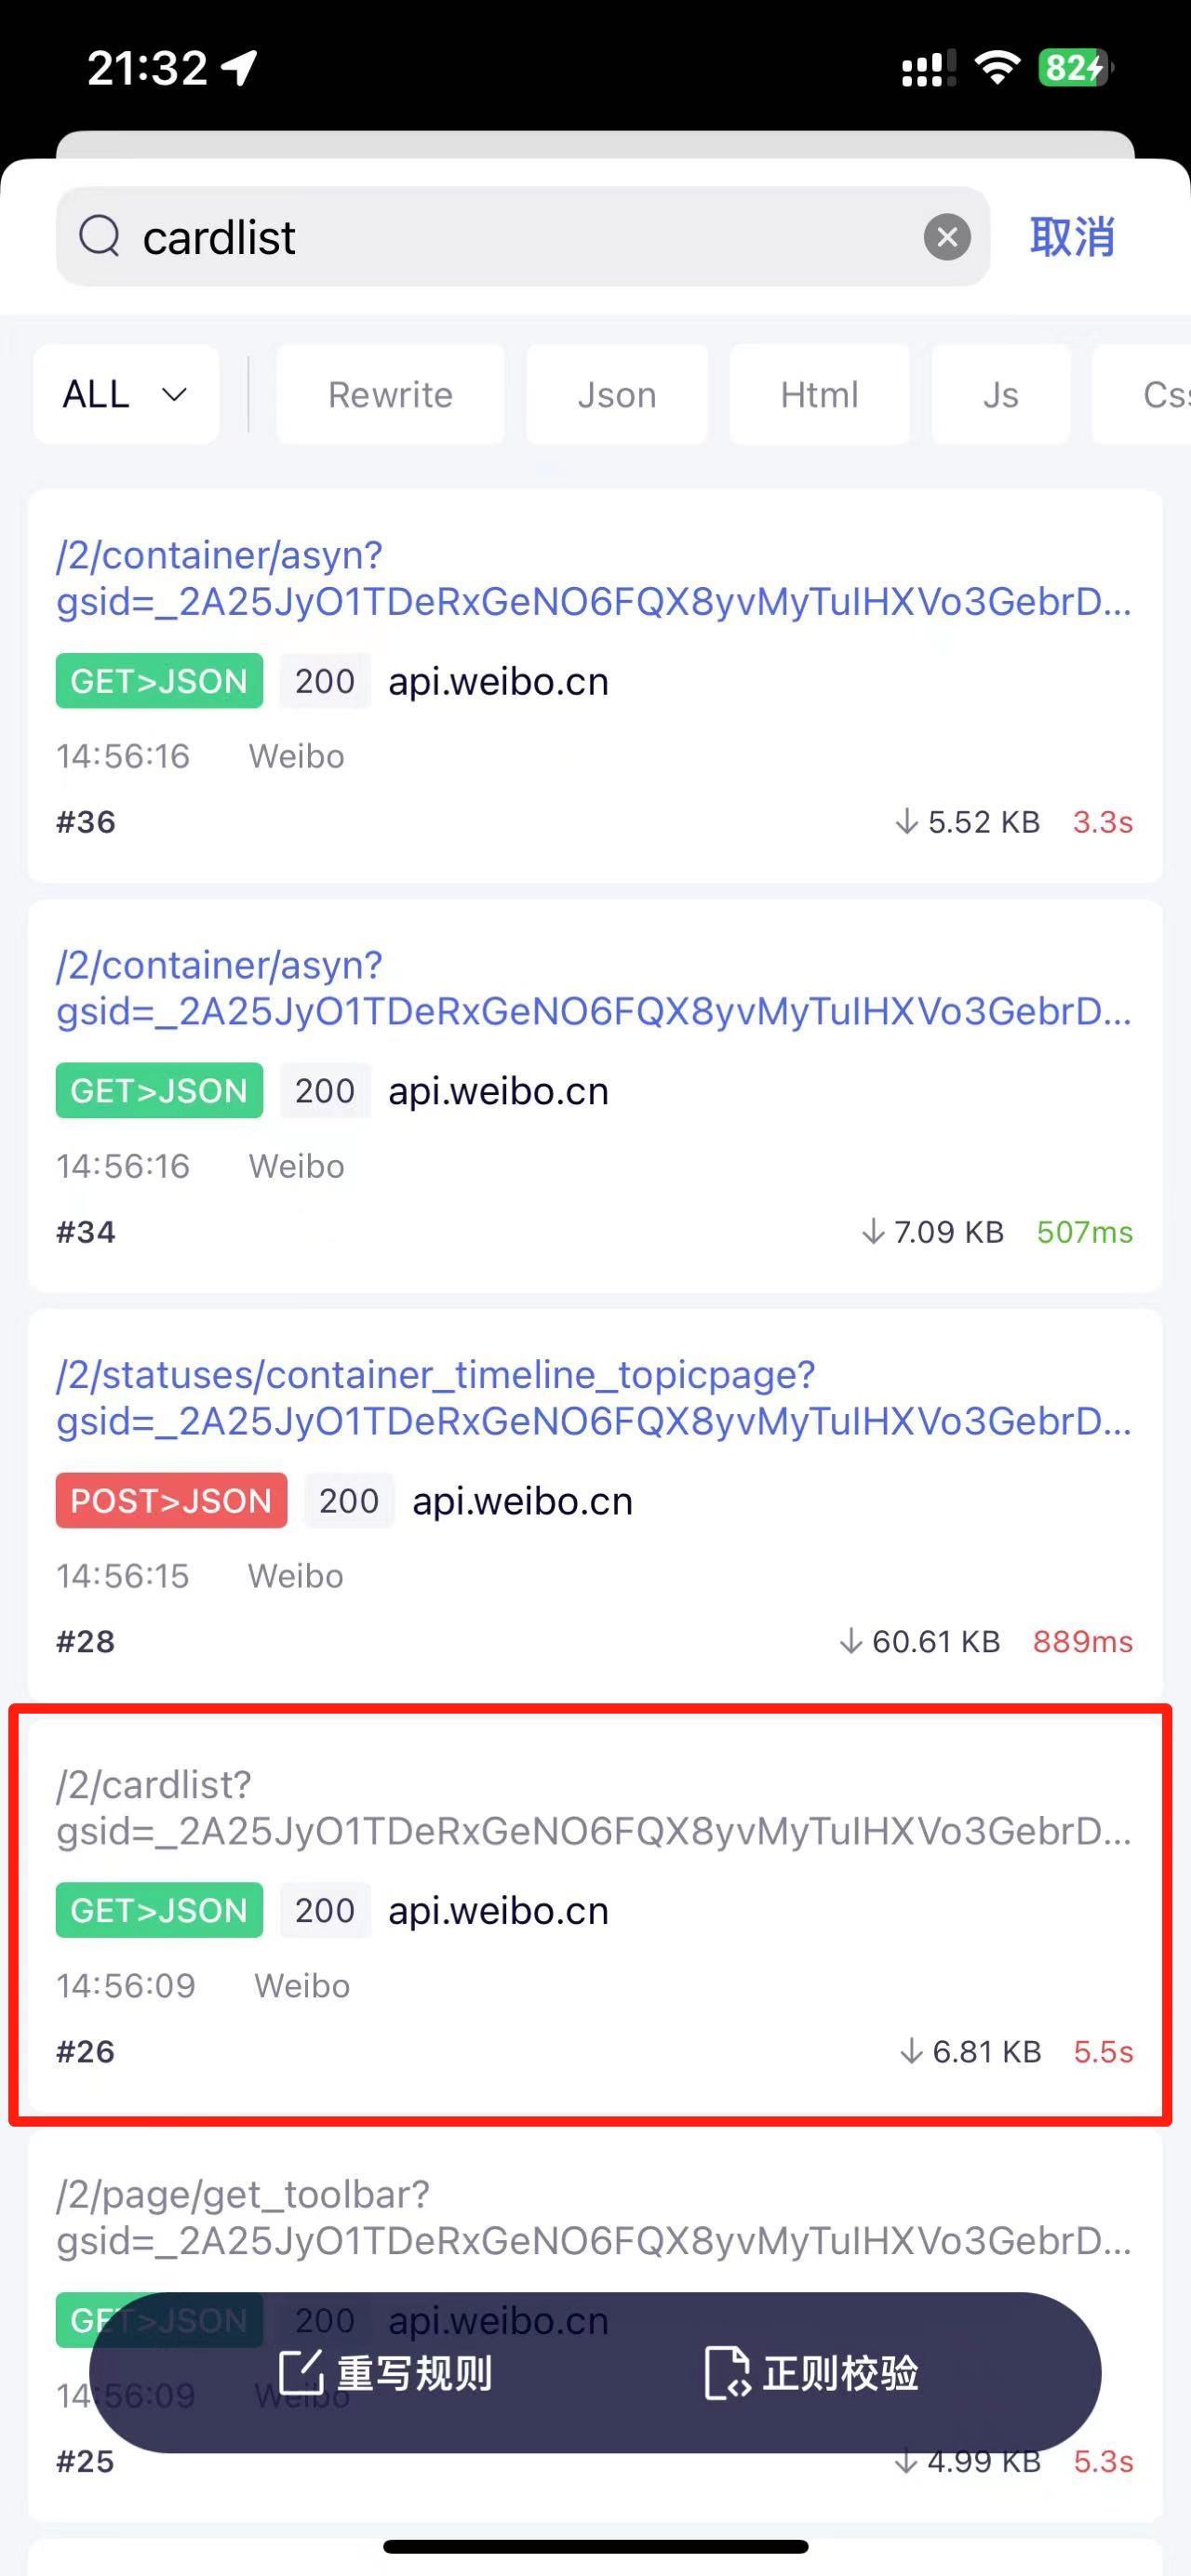 21:32
82
cardlist
取消
ALL
Rewrite
Json
Html
Js
/2/container/asyn?
gsid=_2A25JyO1TDeRxGeNO6FQX8yvMyTuIHXVo3GebrD...
GET>JSON 200 api.weibo.cn
14:56:16 Weibo
#36 5.52 KB 3.3s
/2/container/asyn?
gsid=_2A25JyO1TDeRxGeNO6FQX8yvMyTuIHXVo3GebrD...
GET>JSON 200 api.weibo.cn
14:56:16 Weibo
#34 7.09 KB 507ms
/2/statuses/container_timeline_topicpage?
gsid=_2A25JyO1TDeRxGeNO6FQX8yvMyTuIHXVo3GebrD...
POST>JSON 200 api.weibo.cn
14:56:15 Weibo
#28 60.61 KB 889ms
/2/cardlist?
gsid=_2A25JyO1TDeRxGeNO6FQX8yvMyTuIHXVo3GebrD...
GET>JSON 200 api.weibo.cn
14:56:09 Weibo
#26 6.81 KB 5.5s
/2/page/get_toolbar?
gsid=_2A25JyO1TDeRxGeNO6FQX8yvMyTuIHXVo3GebrD...
GET>JSON 200 api.weibo.cn
重写规则 正则校验
14:56:09 Weibo
#25 4.99 KB 5.3s